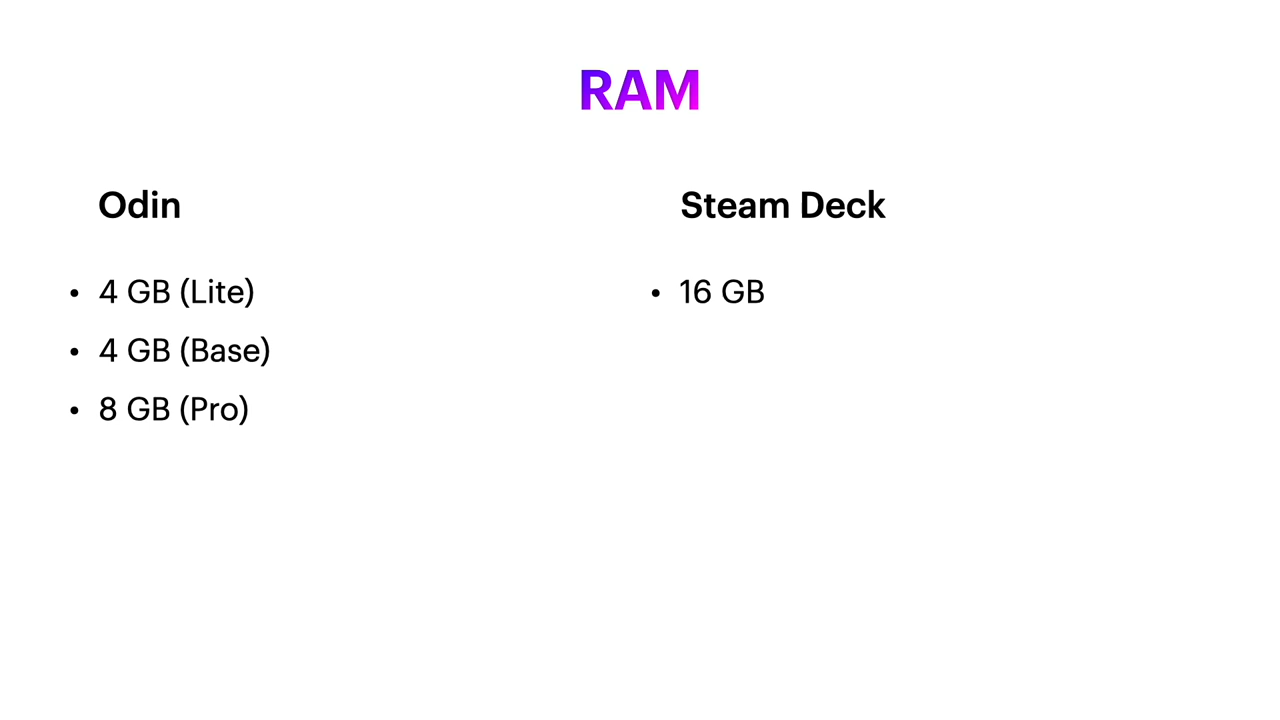 RAM
Odin
• 4 GB (Lite)
• 4 GB (Base)
• 8 GB (Pro)
Steam Deck
• 16 GB